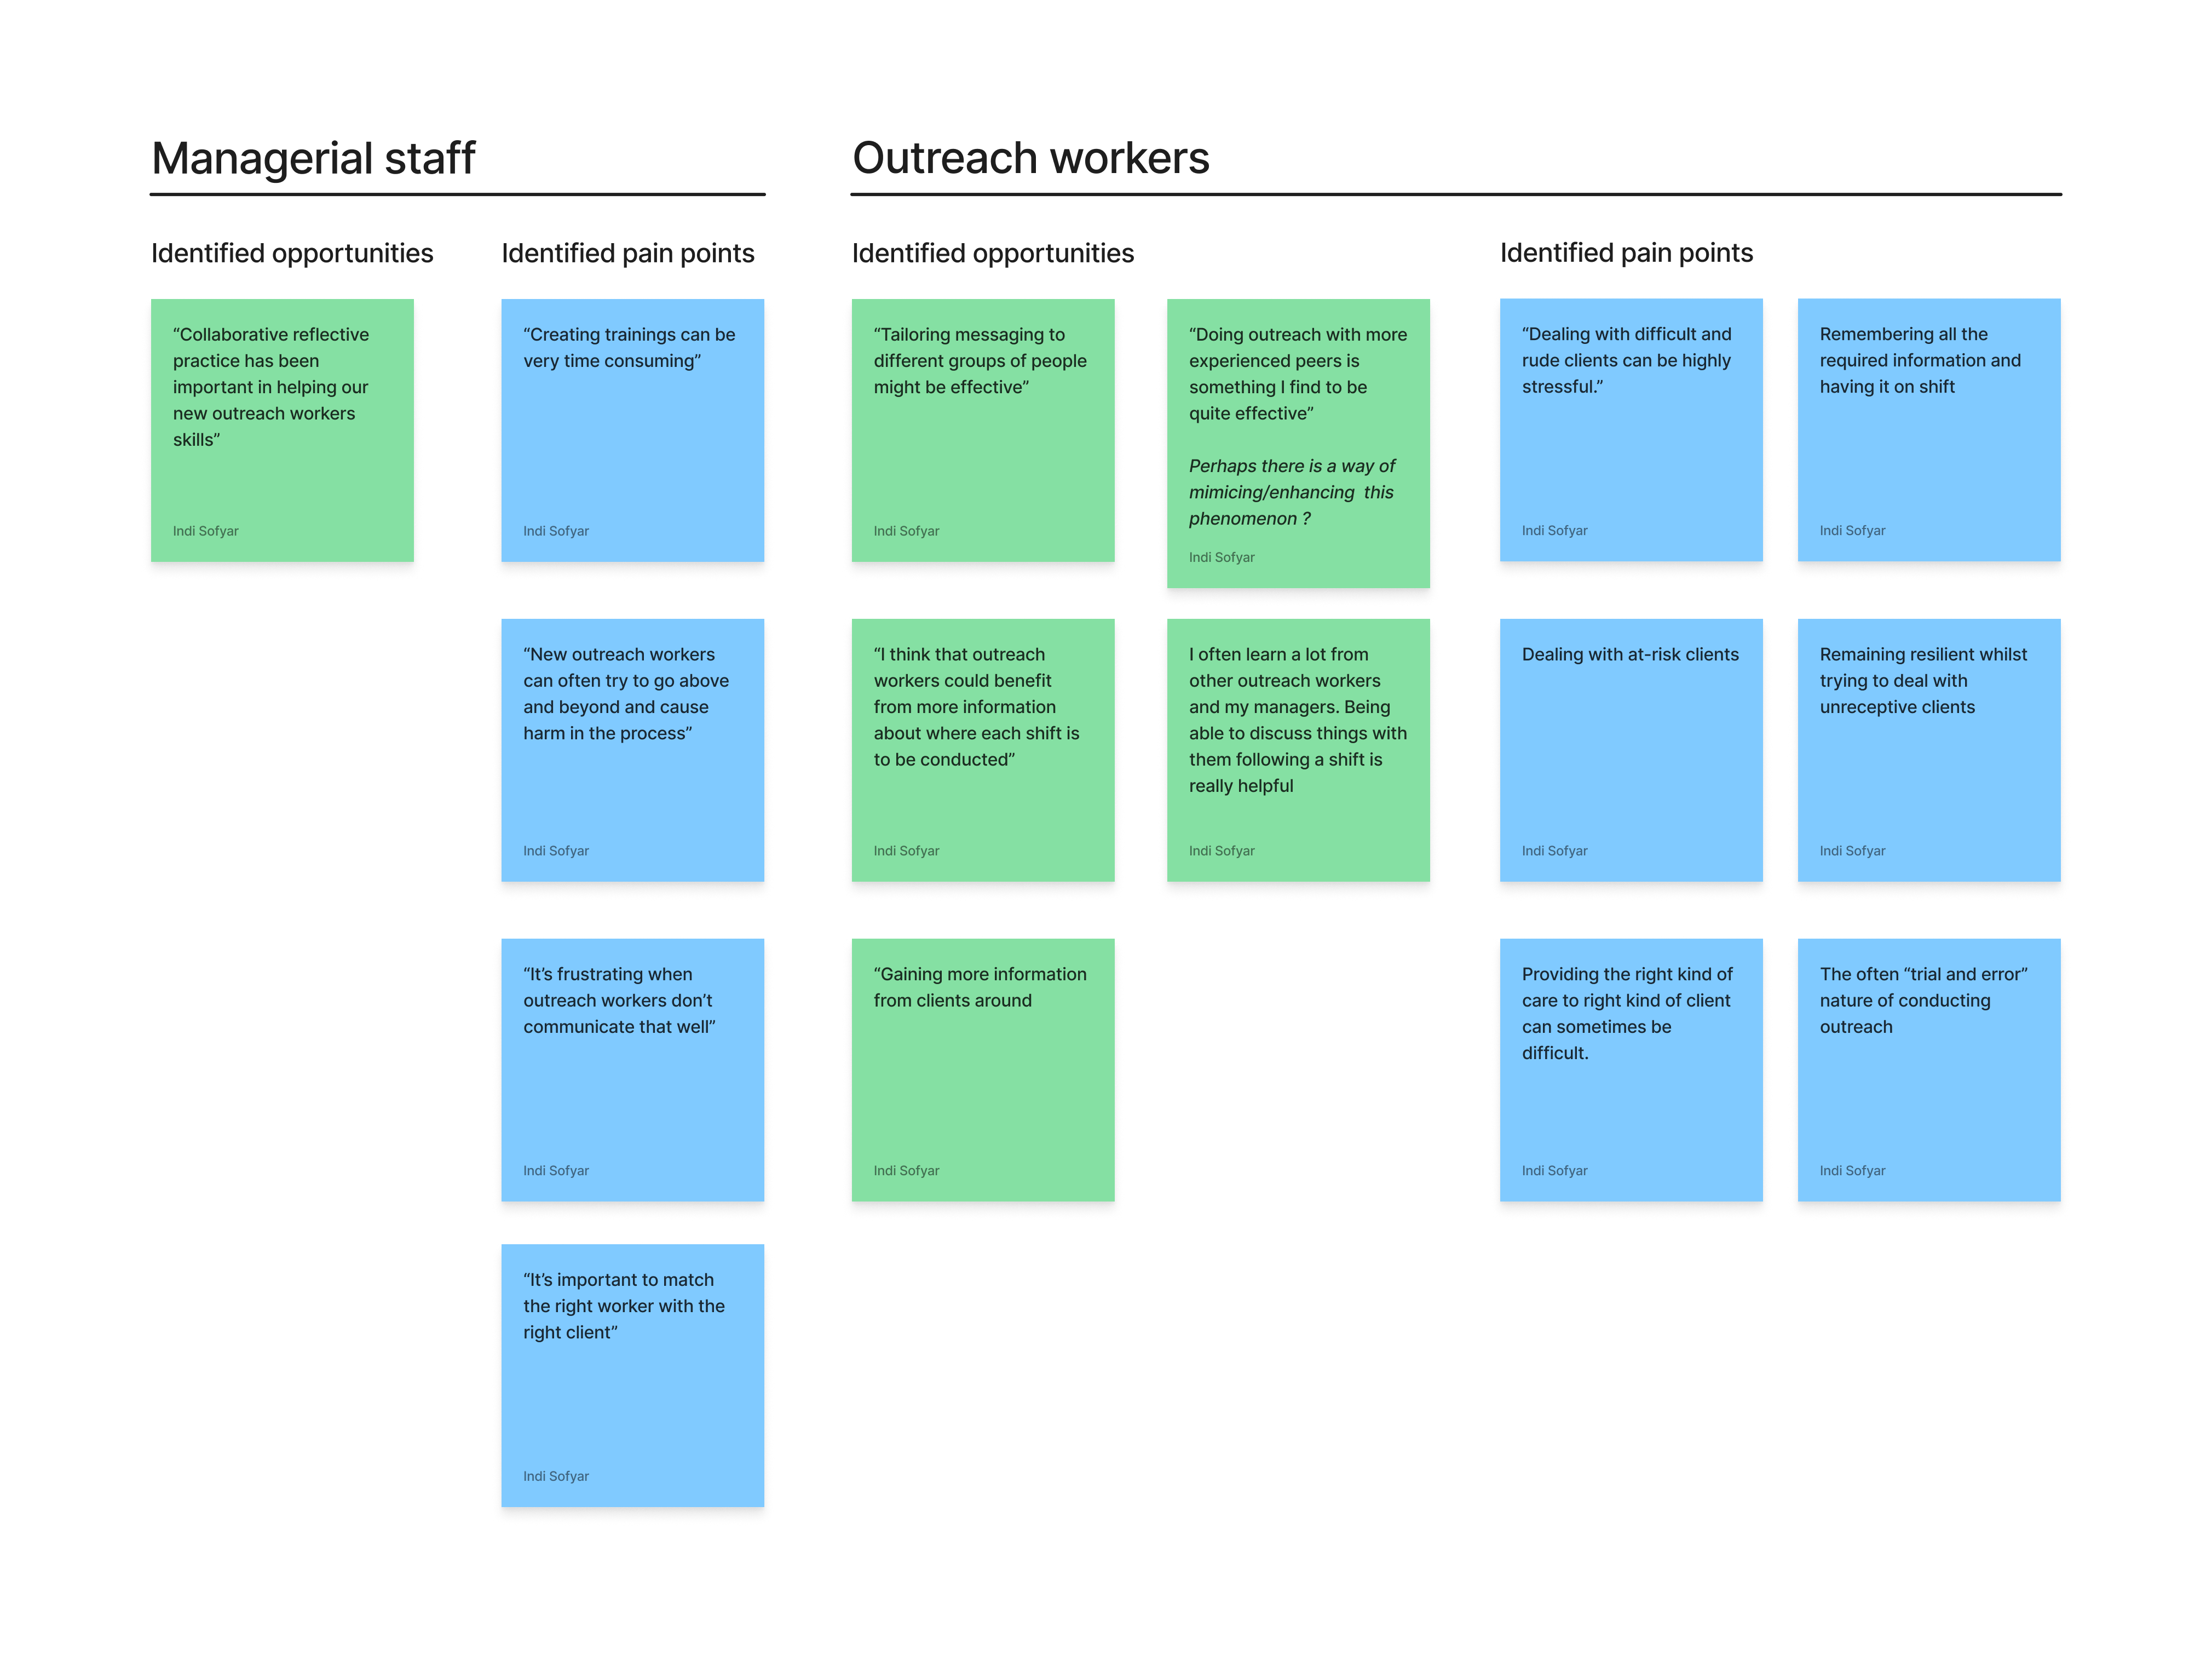 Managerial staff
Identified opportunities
“Collaborative reflective
practice has been
important in helping our
new outreach workers
skills”
Indi Sofyar
Identified pain points
“Creating trainings can be
very time consuming”
Indi Sofyar
“New outreach workers
can often try to go above
and beyond and cause
harm in the process”
Indi Sofyar
“It’s frustrating when
outreach workers don’t
communicate that well”
Indi Sofyar
“It’s important to match
the right worker with the
right client”
Indi Sofyar
Outreach workers
Identified opportunities
“Tailoring messaging to
different groups of people
might be effective”
Indi Sofyar
“Doing outreach with more
experienced peers is
something I find to be
quite effective”
Perhaps there is a way of
mimicing/enhancing  this
phenomenon ?
Indi Sofyar
“I think that outreach
workers could benefit
from more information
about where each shift is
to be conducted”
Indi Sofyar
I often learn a lot from
other outreach workers
and my managers. Being
able to discuss things with
them following a shift is
really helpful
Indi Sofyar
“Gaining more information
from clients around
Indi Sofyar
Identified pain points
“Dealing with difficult and
rude clients can be highly
stressful.”
Indi Sofyar
Remembering all the
required information and
having it on shift
Indi Sofyar
Dealing with at-risk clients
Indi Sofyar
Remaining resilient whilst
trying to deal with
unreceptive clients
Indi Sofyar
Providing the right kind of
care to right kind of client
can sometimes be
difficult.
Indi Sofyar
The often “trial and error”
nature of conducting
outreach
Indi Sofyar